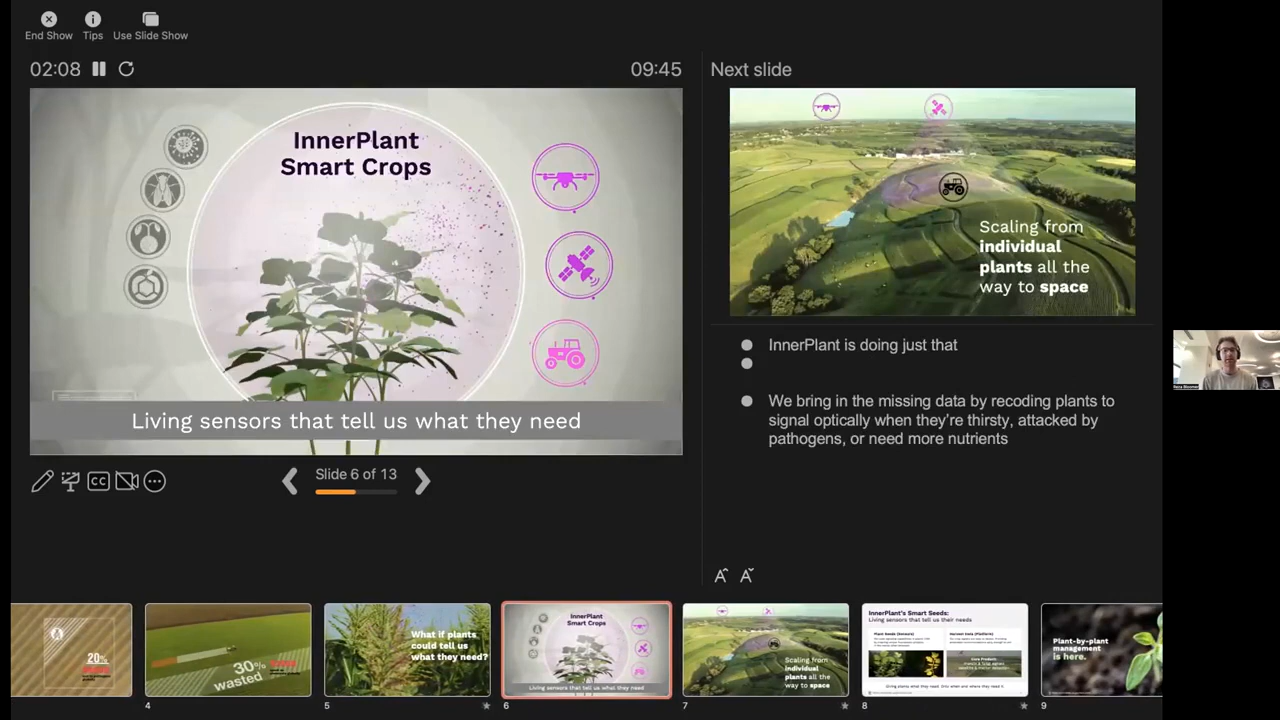 End Show
Tips
Use Slide Show
02:08
09:45
Next slide
InnerPlant
Smart Crops
Living sensors that tell us what they need
Scaling from
individual
plants all the
way to space
InnerPlant is doing just that
We bring in the missing data by recoding plants to
signal optically when they're thirsty, attacked by
pathogens, or need more nutrients
CC
Slide 6 of 13
20%
30%
wasted
What if plants
could tell us
what they need?
InnerPlant
Smart Crops
Living sensors that tell us what they need
Scaling from
individual
plants all the
way to space
InnerPlant's Smart Seeds:
Living sensors that tell us their needs
Plant-by-plant
management
is here.
4
5
6
7
8
9